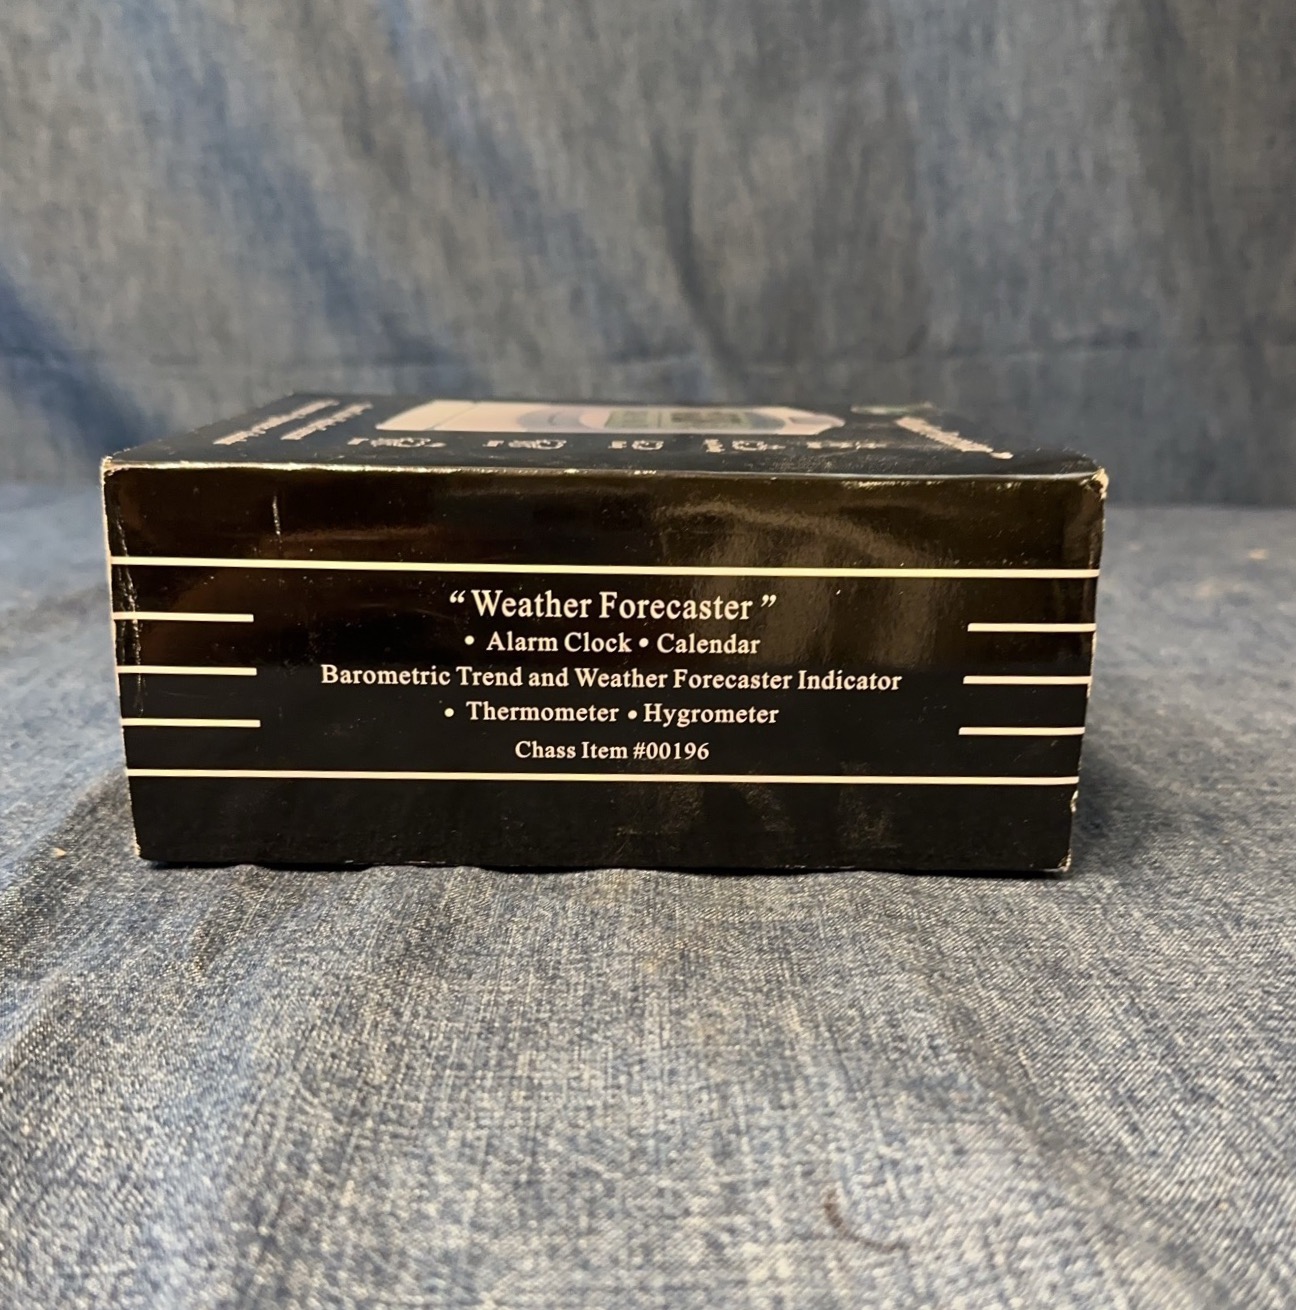 “ Weather Forecaster ”
• Alarm Clock • Calendar
Barometric Trend and Weather Forecaster Indicator
• Thermometer • Hygrometer
Chass Item #00196